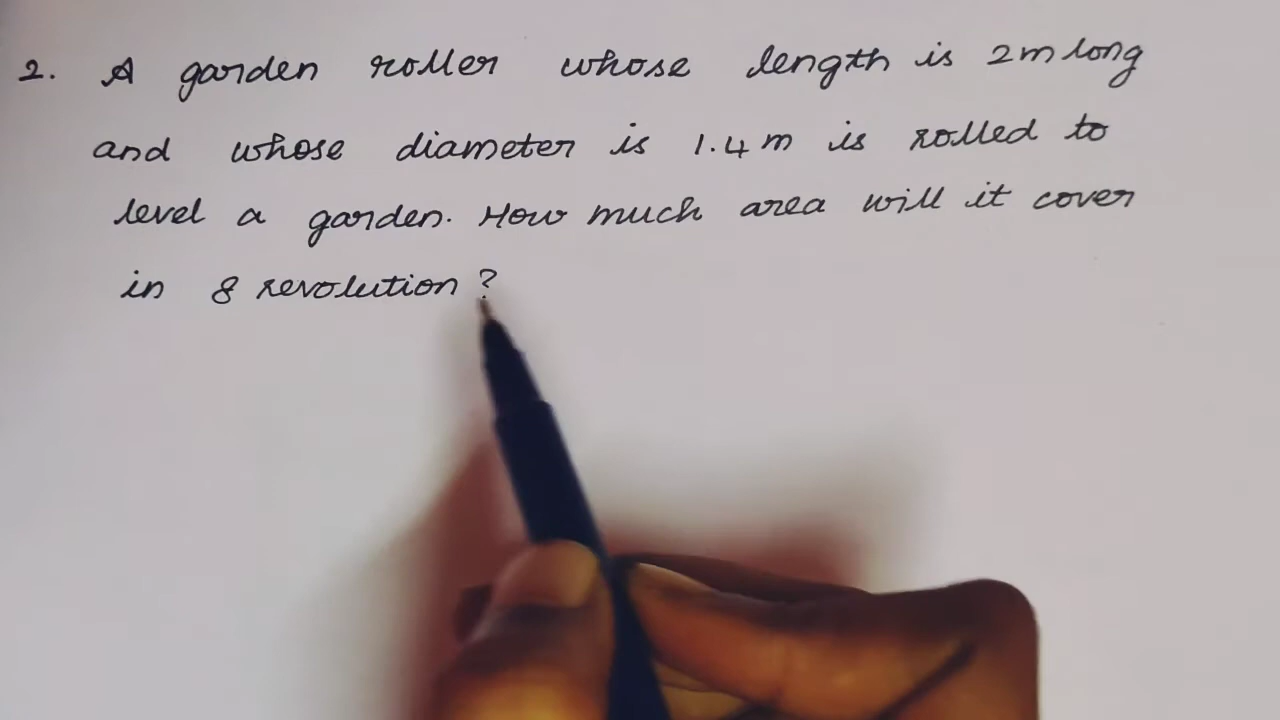 2. A garden roller whose length is 2m long
and whose diameter is 1.4m is rolled to
level a garden. How much area will it cover
in 8 revolution?